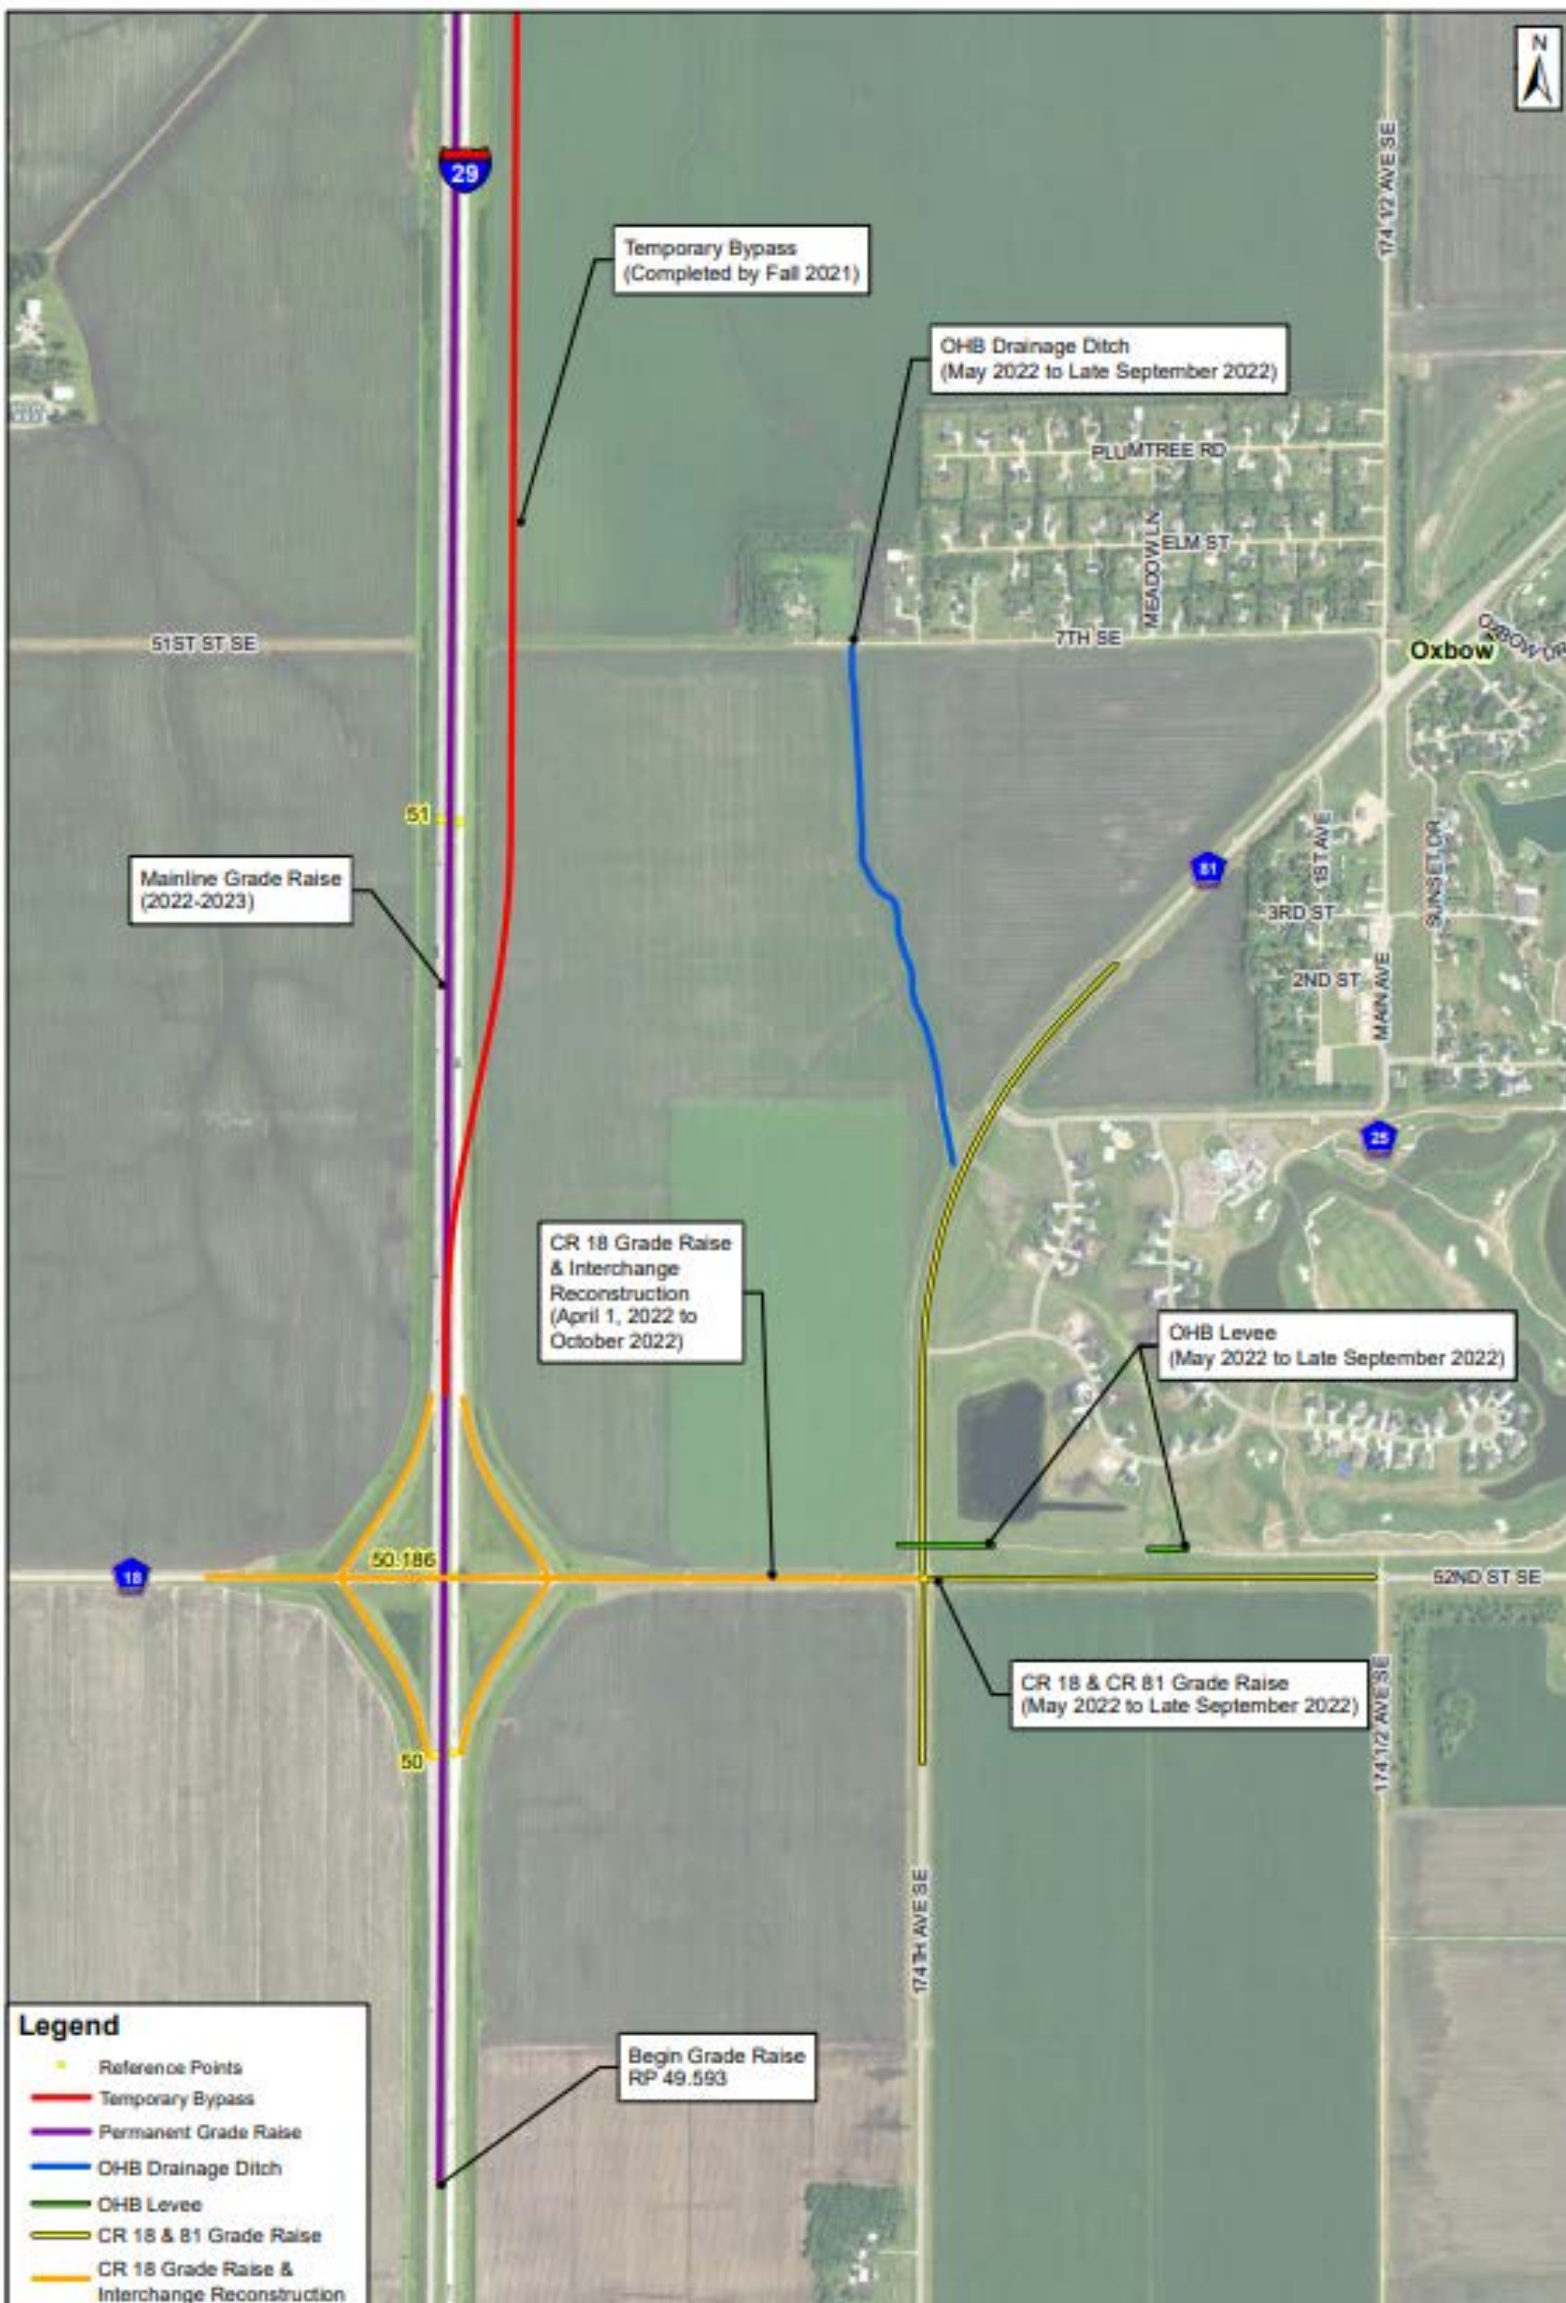 N
29
174 1/2 AVE SE
Temporary Bypass
(Completed by Fall 2021)
OHB Drainage Ditch
(May 2022 to Late September 2022)
PLUMTREE RD
MEADOW LN
ELM ST
51ST ST SE
7TH SE
Oxbow
OXBOW DR
51
Mainline Grade Raise
(2022-2023)
81
1ST AVE
SUNSET DR
3RD ST
2ND ST
MAIN AVE
25
CR 18 Grade Raise
& Interchange
Reconstruction
(April 1, 2022 to
October 2022)
OHB Levee
(May 2022 to Late September 2022)
50.186
18
52ND ST SE
CR 18 & CR 81 Grade Raise
(May 2022 to Late September 2022)
174 1/2 AVE SE
50
174TH AVE SE
Begin Grade Raise
RP 49.593
Legend
Reference Points
Temporary Bypass
Permanent Grade Raise
OHB Drainage Ditch
OHB Levee
CR 18 & 81 Grade Raise
CR 18 Grade Raise &
Interchange Reconstruction